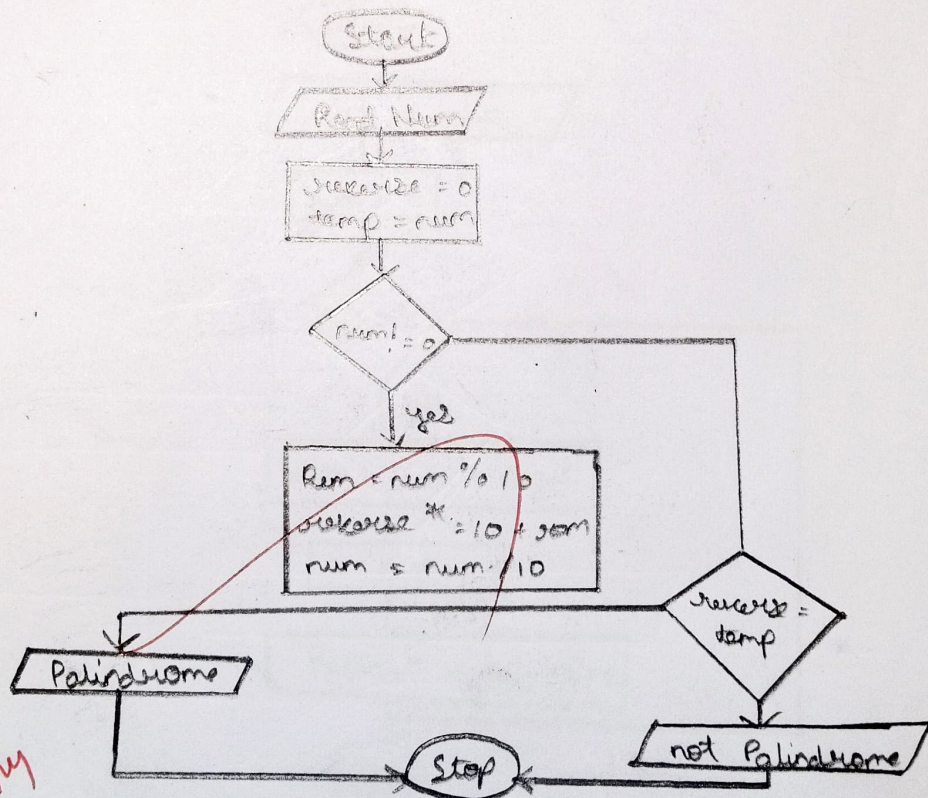 Start
Read Num
reverse = 0
temp = num
num! = 0
yes
Rem = num % 10
reverse * = 10 + rem
num = num / 10
reverse =
temp
Palindrome
not Palindrome
Stop